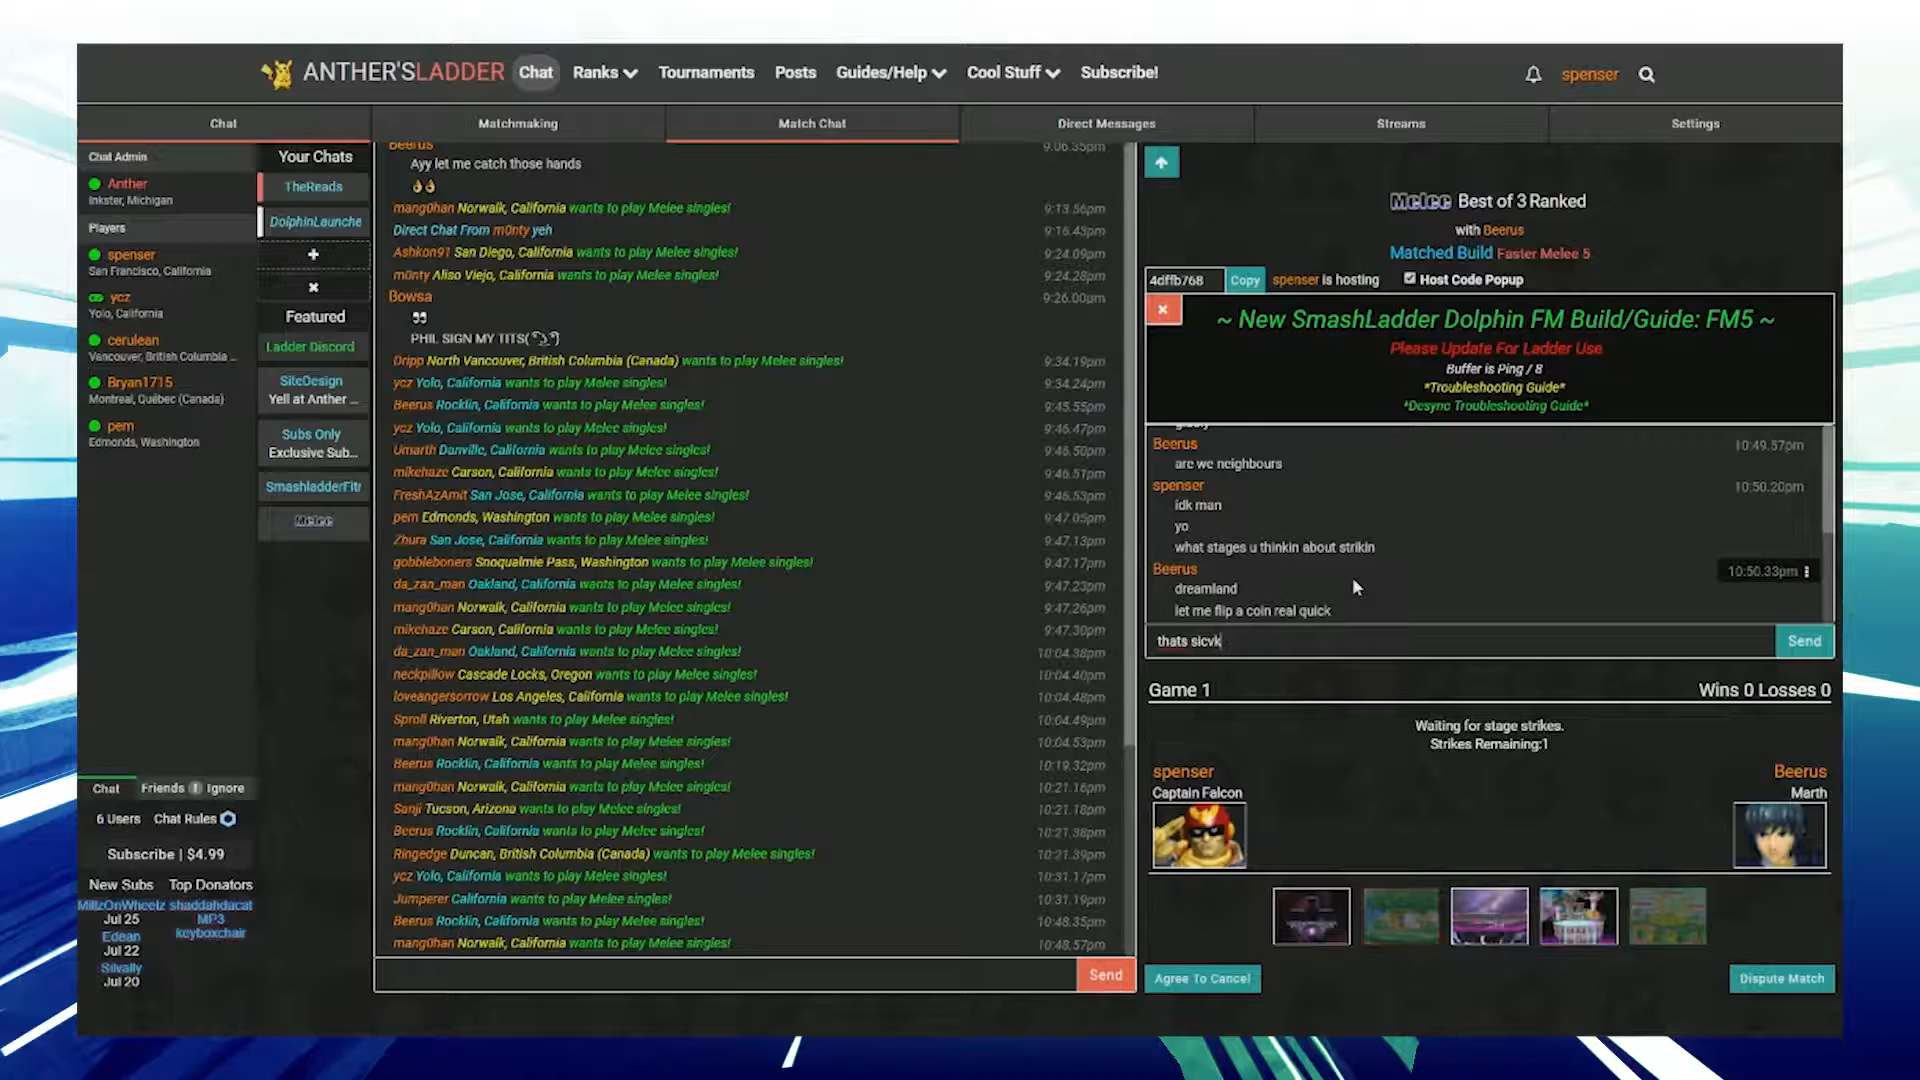 ANTHER'SLADDER Chat Ranks Tournaments Posts Guides/Help Cool Stuff Subscribe! spenser
Chat Matchmaking Match Chat Direct Messages Streams Settings
Chat Admin
Anther
Inkster, Michigan
Players
spenser
San Francisco, California
ycz
Yolo, California
cerulean
Vancouver, British Columbia ...
Bryan1715
Montreal, Québec (Canada)
pem
Edmonds, Washington
Chat Friends Ignore
6 Users Chat Rules
Subscribe | $4.99
New Subs Top Donators
MillzOnWheelz shaddahdacat
Jul 25 MP3
Edean keyboxchair
Jul 22
Silvally
Jul 20
Your Chats
TheReads
DolphinLaunche
+
Featured
Ladder Discord
SiteDesign
Yell at Anther ...
Subs Only
Exclusive Sub...
SmashladderFitn
Melee
Beerus 9:06.35pm
Ayy let me catch those hands
👌👌
mang0han Norwalk, California wants to play Melee singles! 9:13.56pm
Direct Chat From m0nty yeh 9:16.43pm
Ashkon91 San Diego, California wants to play Melee singles! 9:24.09pm
m0nty Aliso Viejo, California wants to play Melee singles! 9:24.28pm
Bowsa 9:26.00pm
PHIL SIGN MY TITS( ͡° ͜ʖ ͡°)
Dripp North Vancouver, British Columbia (Canada) wants to play Melee singles! 9:34.19pm
ycz Yolo, California wants to play Melee singles! 9:34.24pm
Beerus Rocklin, California wants to play Melee singles! 9:45.55pm
ycz Yolo, California wants to play Melee singles! 9:46.47pm
Umarth Danville, California wants to play Melee singles! 9:46.50pm
mikehaze Carson, California wants to play Melee singles! 9:46.51pm
FreshAzAmit San Jose, California wants to play Melee singles! 9:46.53pm
pem Edmonds, Washington wants to play Melee singles! 9:47.05pm
Zhura San Jose, California wants to play Melee singles! 9:47.13pm
gobbleboners Snoqualmie Pass, Washington wants to play Melee singles! 9:47.17pm
da_zan_man Oakland, California wants to play Melee singles! 9:47.23pm
mang0han Norwalk, California wants to play Melee singles! 9:47.26pm
mikehaze Carson, California wants to play Melee singles! 9:47.30pm
da_zan_man Oakland, California wants to play Melee singles! 10:04.38pm
neckpillow Cascade Locks, Oregon wants to play Melee singles! 10:04.40pm
loveangersorrow Los Angeles, California wants to play Melee singles! 10:04.48pm
Sproll Riverton, Utah wants to play Melee singles! 10:04.49pm
mang0han Norwalk, California wants to play Melee singles! 10:04.53pm
Beerus Rocklin, California wants to play Melee singles! 10:19.32pm
mang0han Norwalk, California wants to play Melee singles! 10:21.16pm
Sanji Tucson, Arizona wants to play Melee singles! 10:21.18pm
Beerus Rocklin, California wants to play Melee singles! 10:21.38pm
Ringedge Duncan, British Columbia (Canada) wants to play Melee singles! 10:21.39pm
ycz Yolo, California wants to play Melee singles! 10:31.17pm
Jumperer California wants to play Melee singles! 10:31.19pm
Beerus Rocklin, California wants to play Melee singles! 10:48.35pm
mang0han Norwalk, California wants to play Melee singles! 10:48.57pm
Send
Melee Best of 3 Ranked
with Beerus
Matched Build Faster Melee 5
4dffb768 Copy spenser is hosting Host Code Popup
~ New SmashLadder Dolphin FM Build/Guide: FM5 ~
Please Update For Ladder Use
Buffer is Ping / 8
*Troubleshooting Guide*
*Desync Troubleshooting Guide*
Beerus 10:49.57pm
are we neighbours
spenser 10:50.20pm
idk man
yo
what stages u thinkin about strikin
Beerus 10:50.33pm
dreamland
let me flip a coin real quick
thats sicvk Send
Game 1 Wins 0 Losses 0
Waiting for stage strikes.
Strikes Remaining:1
spenser Beerus
Captain Falcon Marth
Agree To Cancel Dispute Match